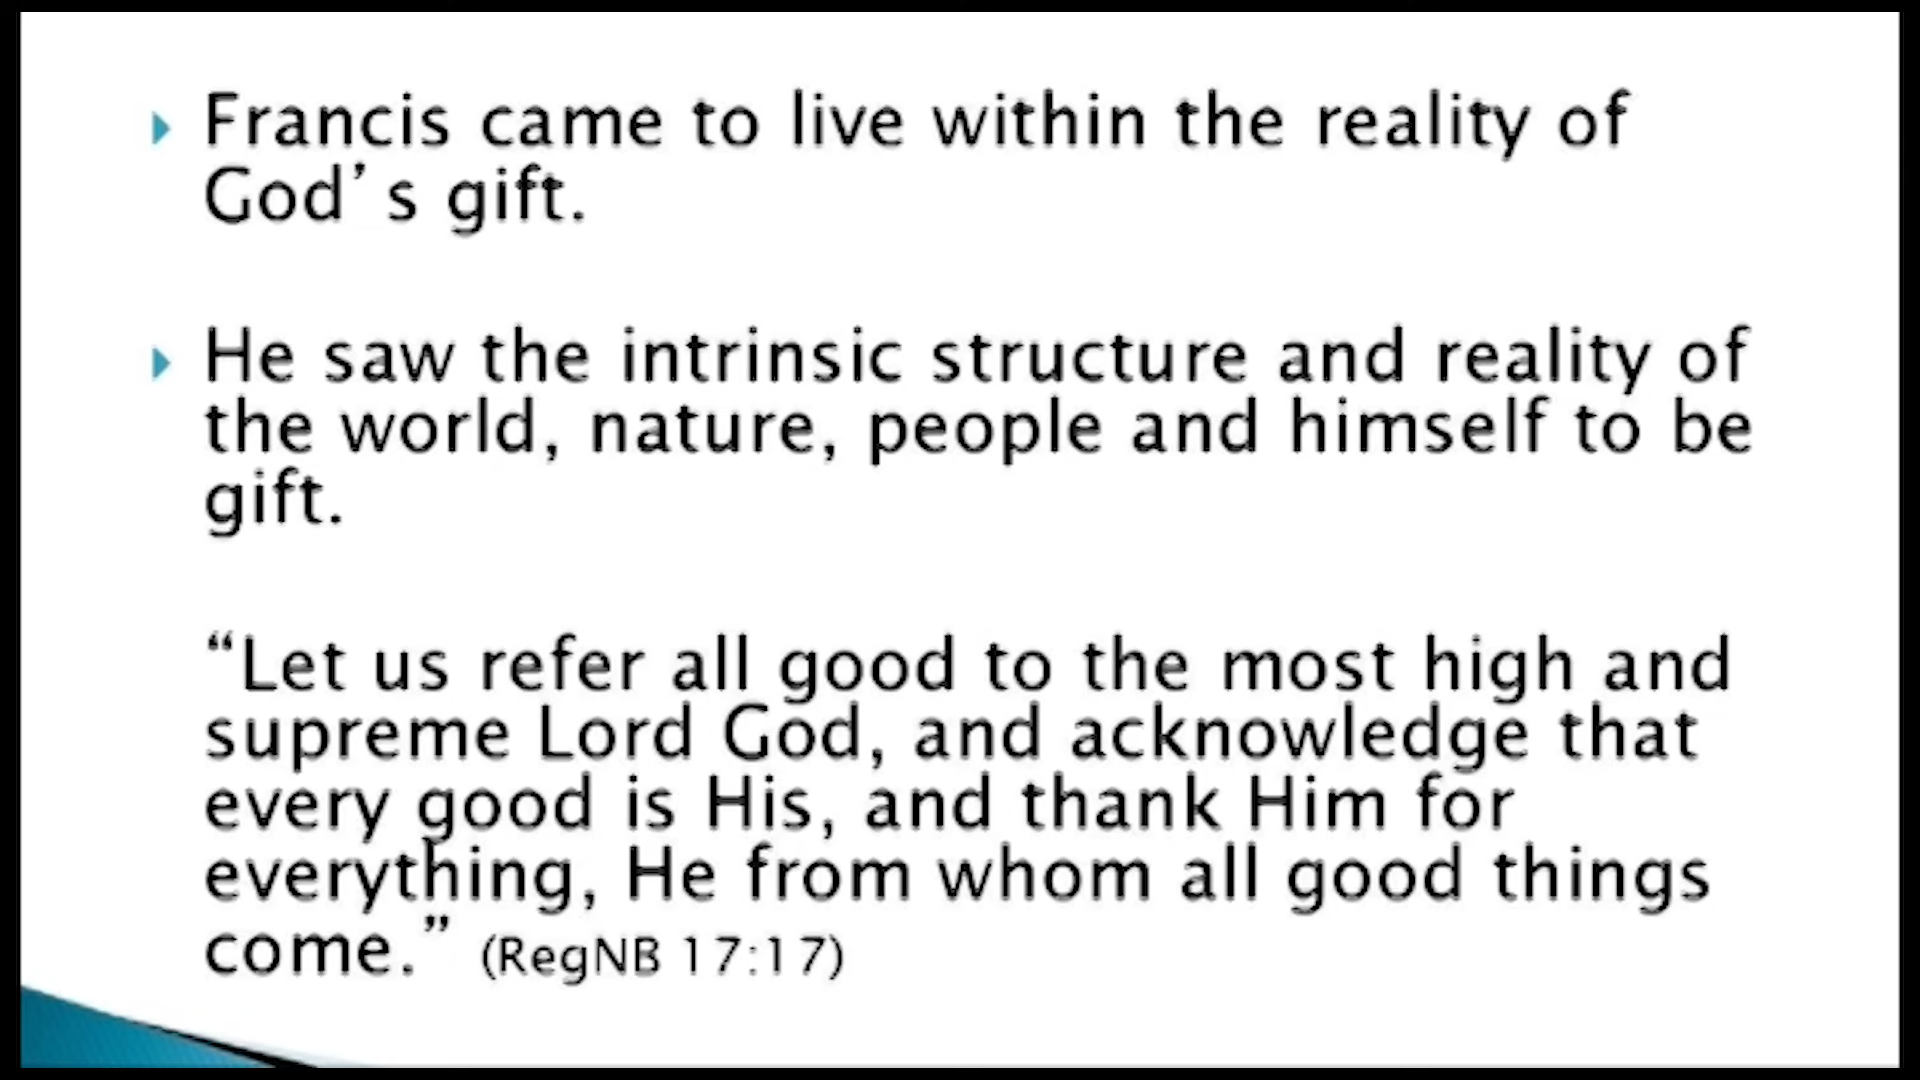 Francis came to live within the reality of
God’s gift.
He saw the intrinsic structure and reality of
the world, nature, people and himself to be
gift.
“Let us refer all good to the most high and
supreme Lord God, and acknowledge that
every good is His, and thank Him for
everything, He from whom all good things
come.” (RegNB 17:17)